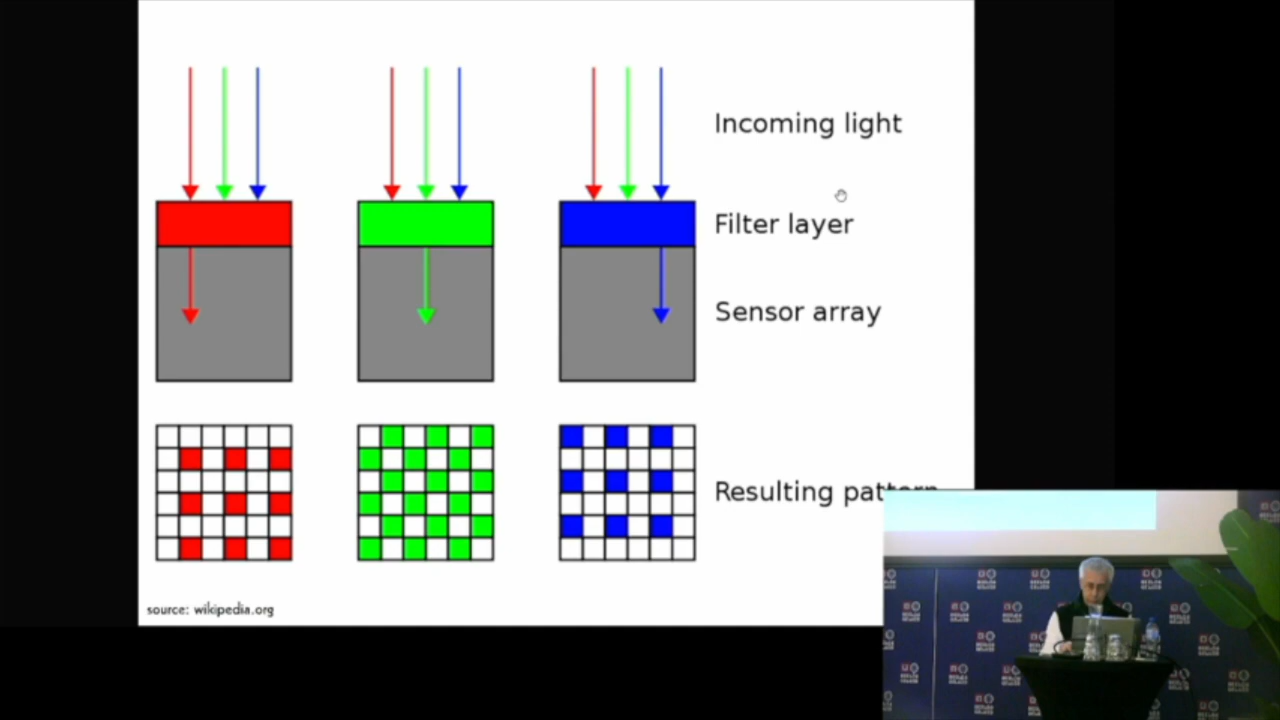 Incoming light
Filter layer
Sensor array
Resulting pattern
source: wikipedia.org